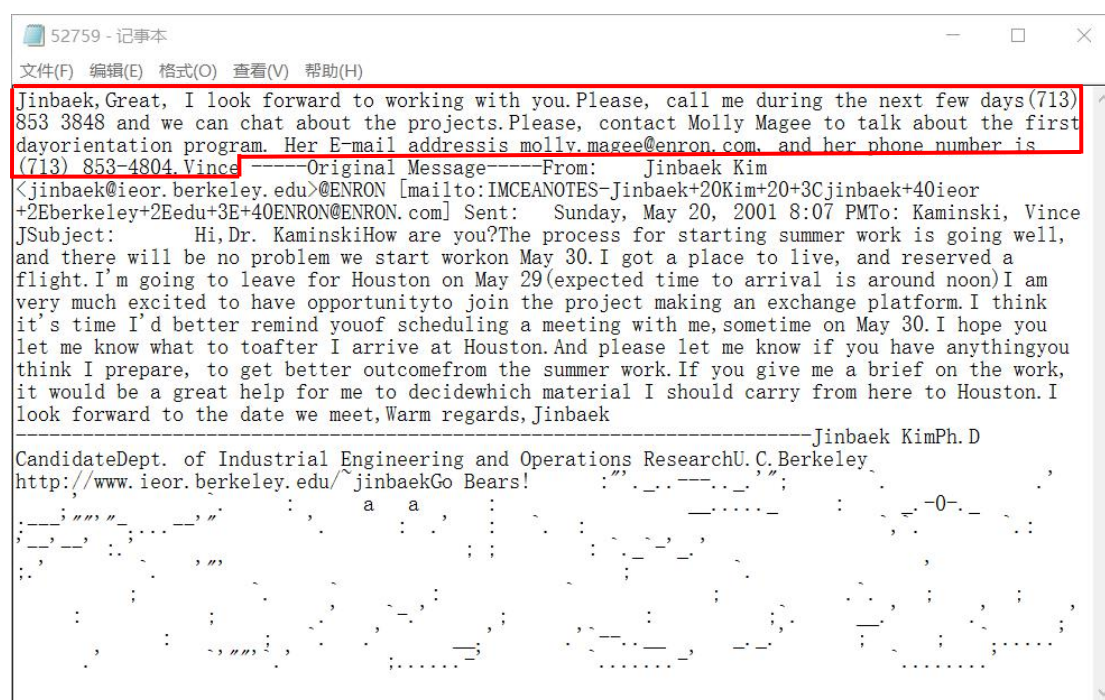 52759 - 记事本
文件(F) 编辑(E) 格式(O) 查看(V) 帮助(H)
Jinbaek,Great, I look forward to working with you.Please, call me during the next few days(713)
853 3848 and we can chat about the projects.Please, contact Molly Magee to talk about the first
dayorientation program. Her E-mail addressis molly.magee@enron.com, and her phone number is
(713) 853-4804.Vince -----Original Message-----From: Jinbaek Kim
<jinbaek@ieor.berkeley.edu>@ENRON [mailto:IMCEANOTES-Jinbaek+20Kim+20+3Cjinbaek+40ieor
+2Eberkeley+2Eedu+3E+40ENRON@ENRON.com] Sent: Sunday, May 20, 2001 8:07 PMTo: Kaminski, Vince
JSubject: Hi,Dr. KaminskiHow are you?The process for starting summer work is going well,
and there will be no problem we start workon May 30.I got a place to live, and reserved a
flight.I'm going to leave for Houston on May 29(expected time to arrival is around noon)I am
very much excited to have opportunityto join the project making an exchange platform.I think
it's time I'd better remind youof scheduling a meeting with me,sometime on May 30.I hope you
let me know what to toafter I arrive at Houston.And please let me know if you have anythingyou
think I prepare, to get better outcomefrom the summer work.If you give me a brief on the work,
it would be a great help for me to decidewhich material I should carry from here to Houston.I
look forward to the date we meet,Warm regards,Jinbaek
-----------------------------------------------------------------------Jinbaek KimPh.D
CandidateDept. of Industrial Engineering and Operations ResearchU.C.Berkeley
http://www.ieor.berkeley.edu/~jinbaekGo Bears!
a a